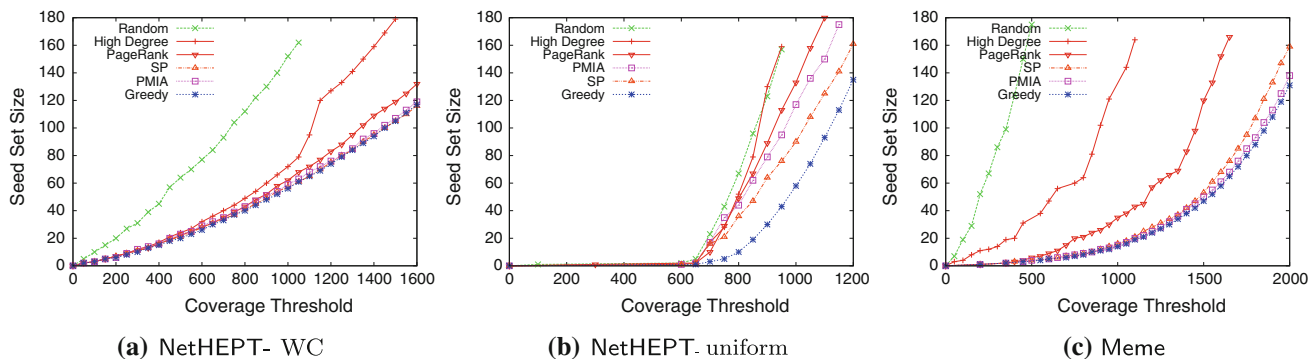 180
160
140
120
100
80
60
40
20
0
Seed Set Size
Random
High Degree
PageRank
SP
PMIA
Greedy
0 200 400 600 800 1000 1200 1400 1600
Coverage Threshold
(a) NetHEPT- WC
180
160
140
120
100
80
60
40
20
0
Seed Set Size
Random
High Degree
PageRank
PMIA
SP
Greedy
0 200 400 600 800 1000 1200
Coverage Threshold
(b) NetHEPT- uniform
180
160
140
120
100
80
60
40
20
0
Seed Set Size
Random
High Degree
PageRank
SP
PMIA
Greedy
0 500 1000 1500 2000
Coverage Threshold
(c) Meme